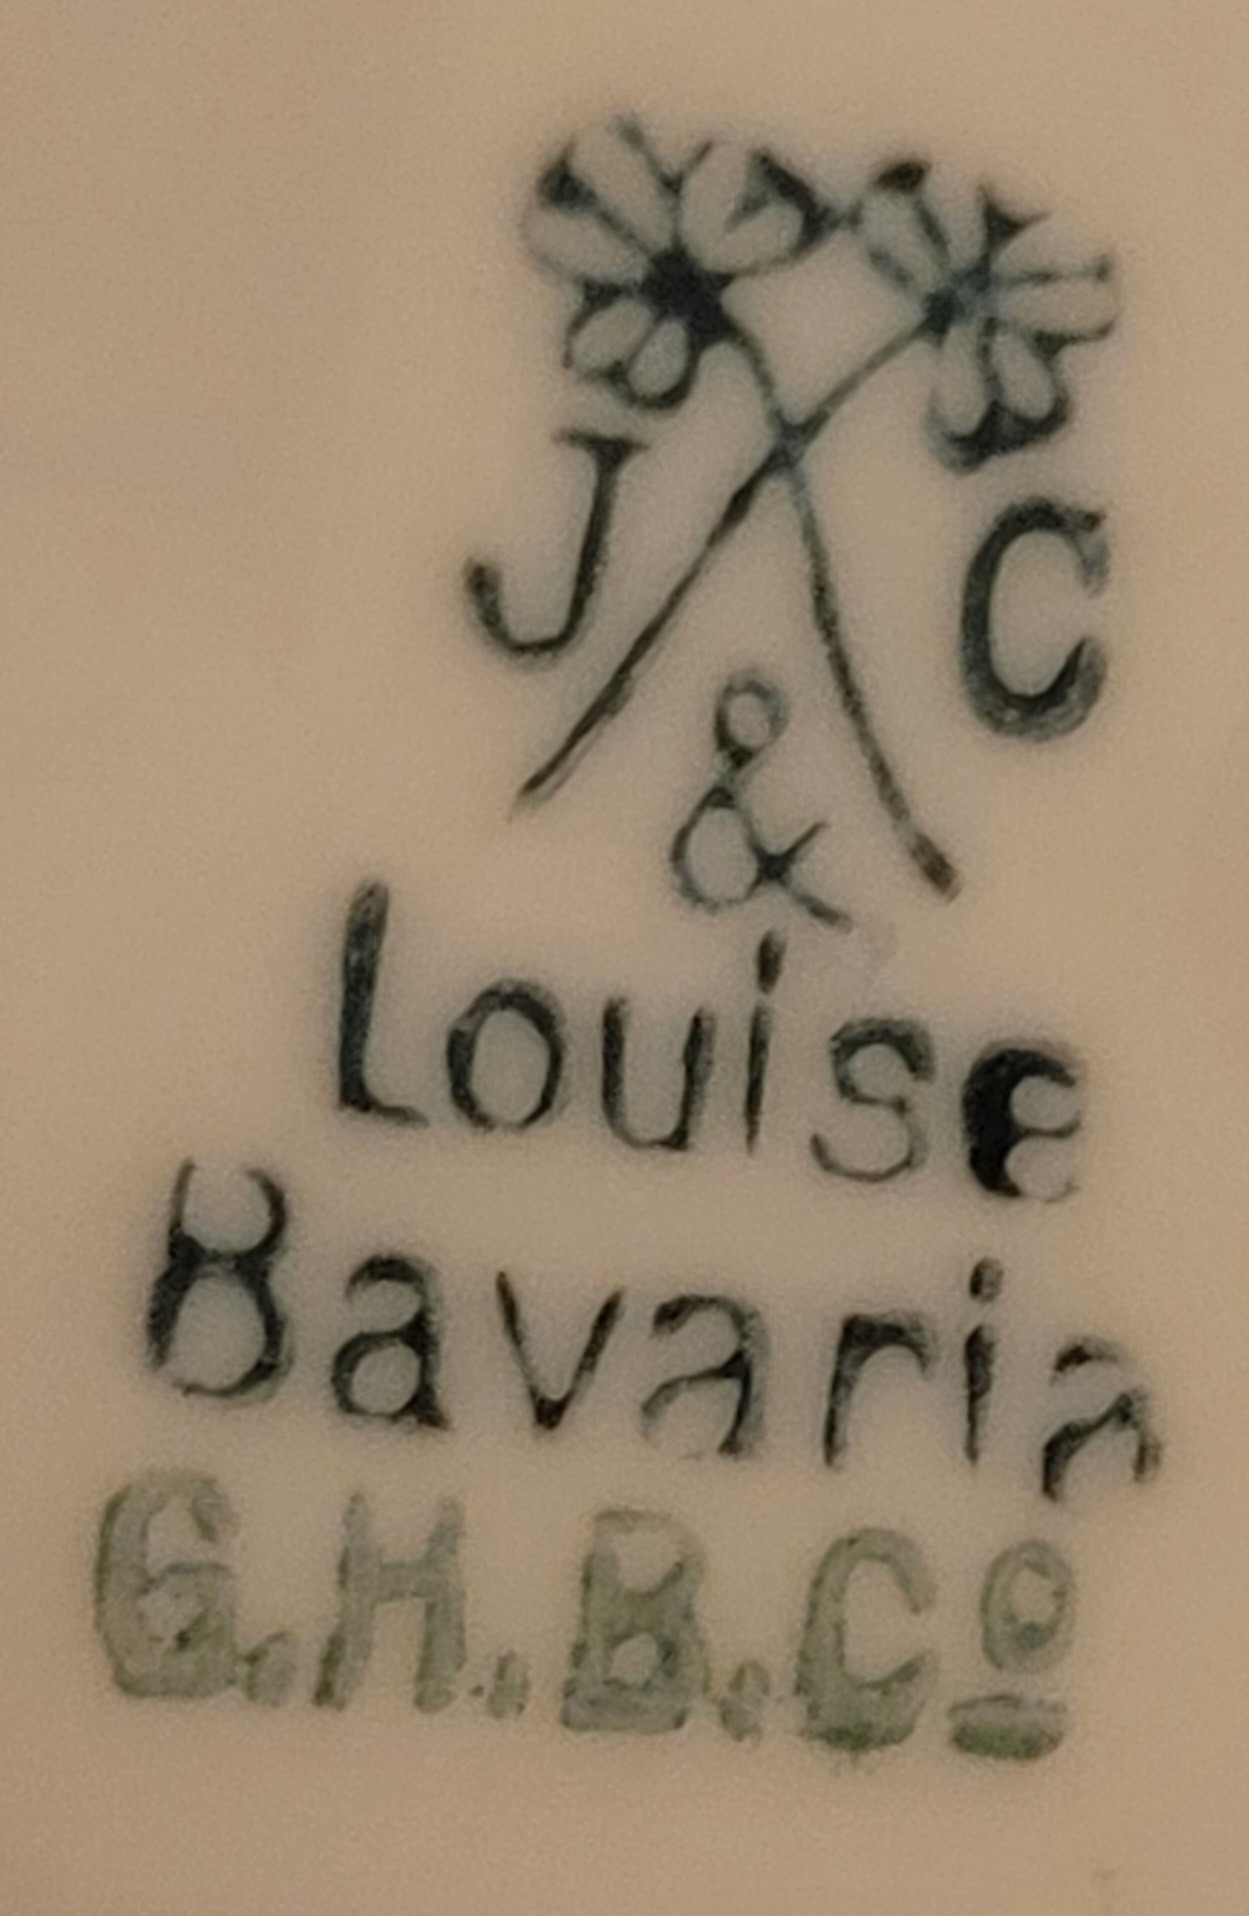 J & C
Louise
Bavaria
G.H.B.Cº